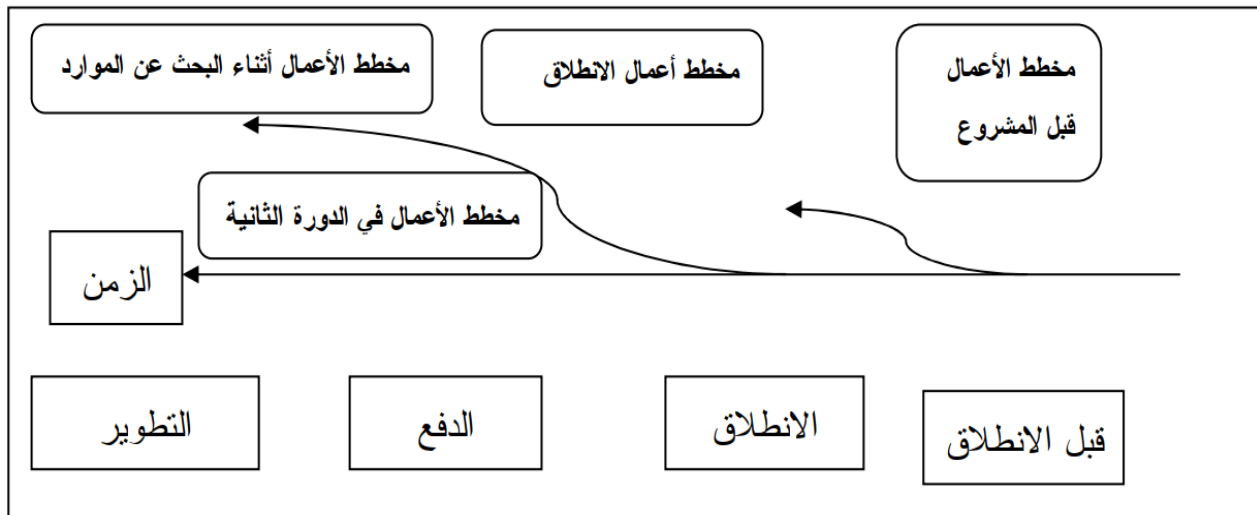 مخطط الأعمال
قبل المشروع
مخطط أعمال الانطلاق
مخطط الأعمال أثناء البحث عن الموارد
مخطط الأعمال في الدورة الثانية
الزمن
قبل الانطلاق
الانطلاق
الدفع
التطوير